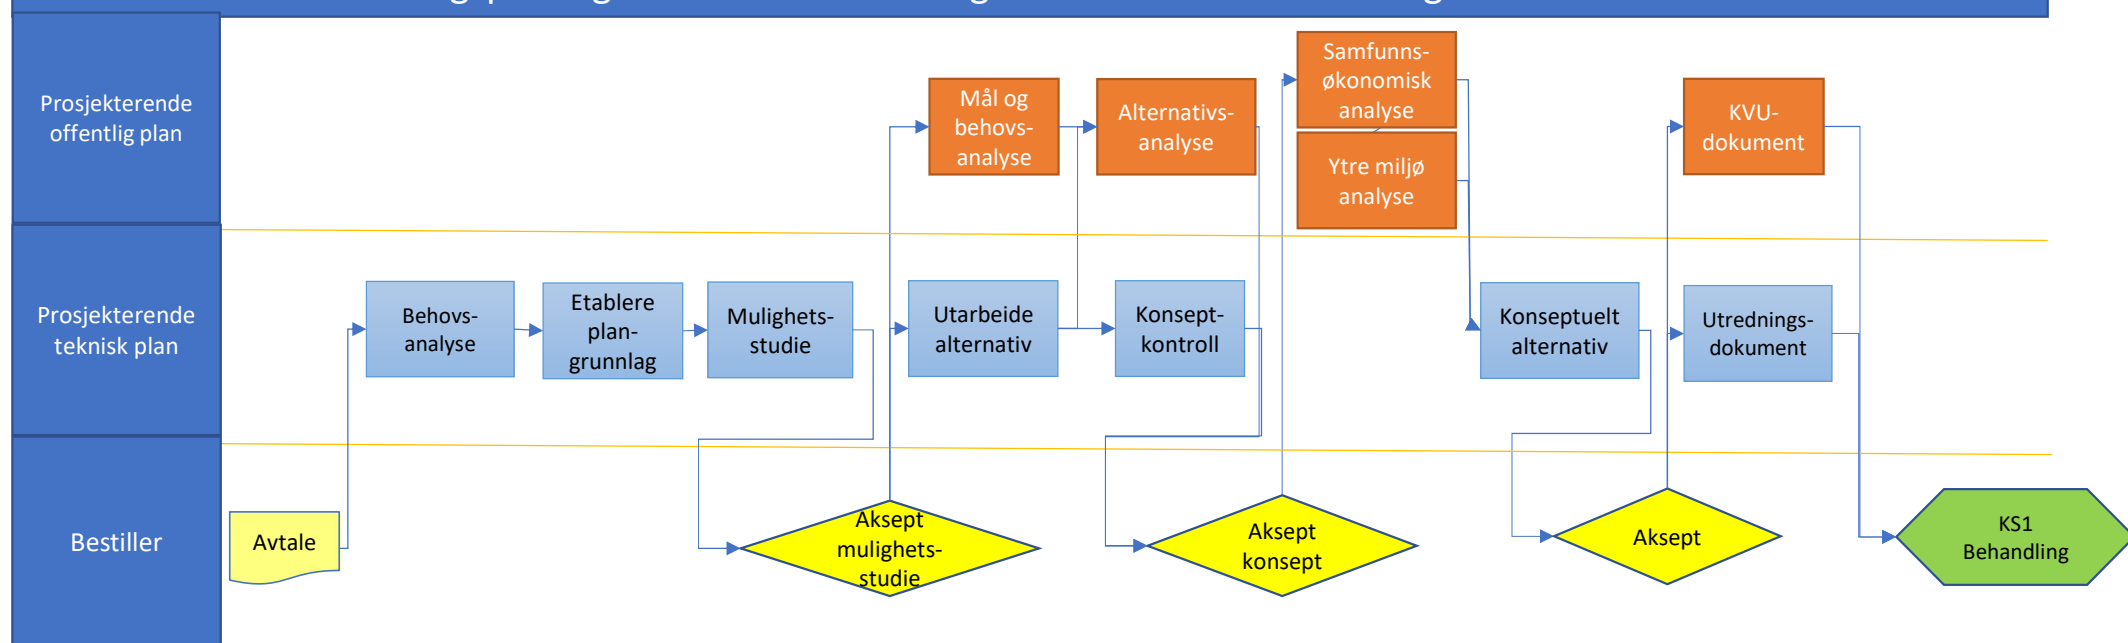 Prosjekterende
offentlig plan
Mål og
behovs-
analyse
Alternativs-
analyse
Samfunns-
økonomisk
analyse
Ytre miljø
analyse
KVU-
dokument
Prosjekterende
teknisk plan
Behovs-
analyse
Etablere
plan-
grunnlag
Mulighets-
studie
Utarbeide
alternativ
Konsept-
kontroll
Konseptuelt
alternativ
Utrednings-
dokument
Bestiller
Avtale
Aksept
mulighets-
studie
Aksept
konsept
Aksept
KS1
Behandling